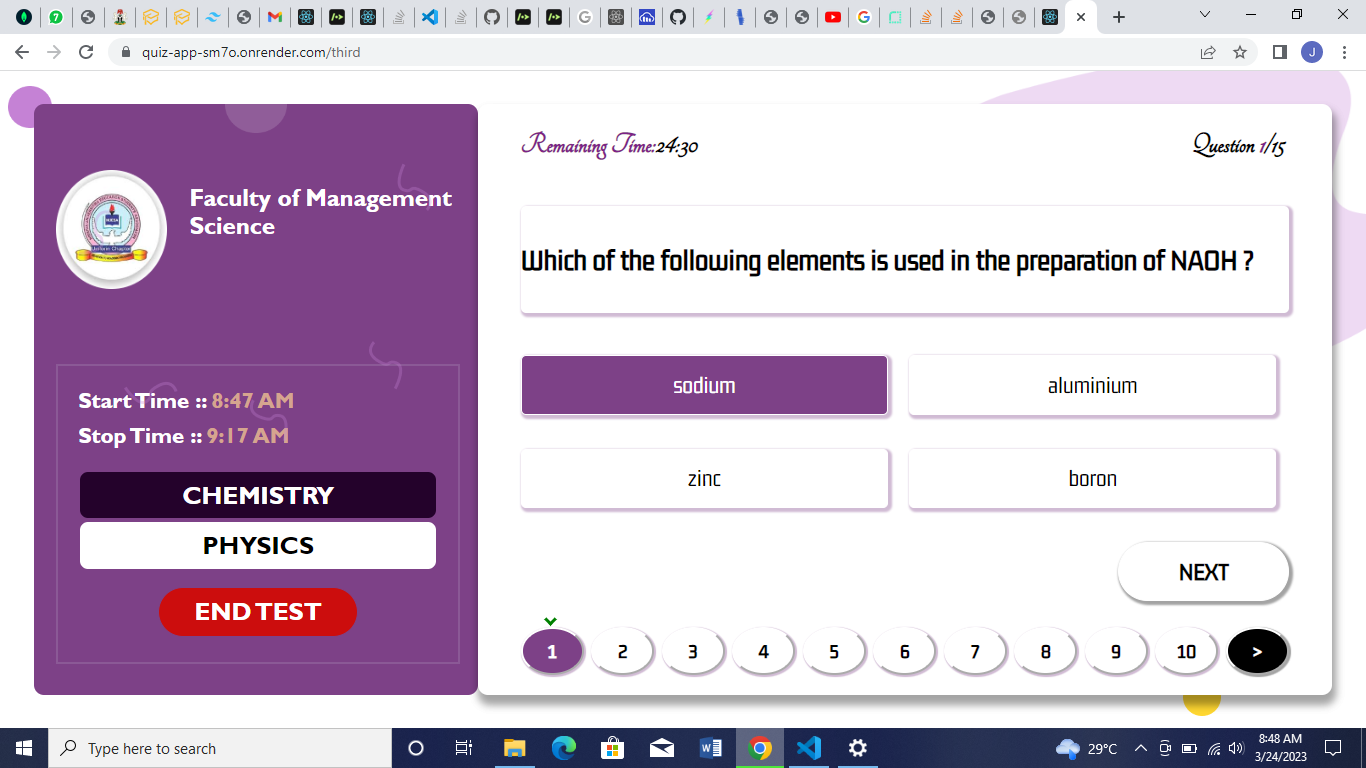 quiz-app-sm7o.onrender.com/third
J
Faculty of Management
Science
Start Time :: 8:47 AM
Stop Time :: 9:17 AM
CHEMISTRY
PHYSICS
END TEST
Remaining Time:24:30
Question 1/15
Which of the following elements is used in the preparation of NAOH ?
sodium
aluminium
zinc
boron
NEXT
1 2 3 4 5 6 7 8 9 10 >
Type here to search
29°C
8:48 AM
3/24/2023